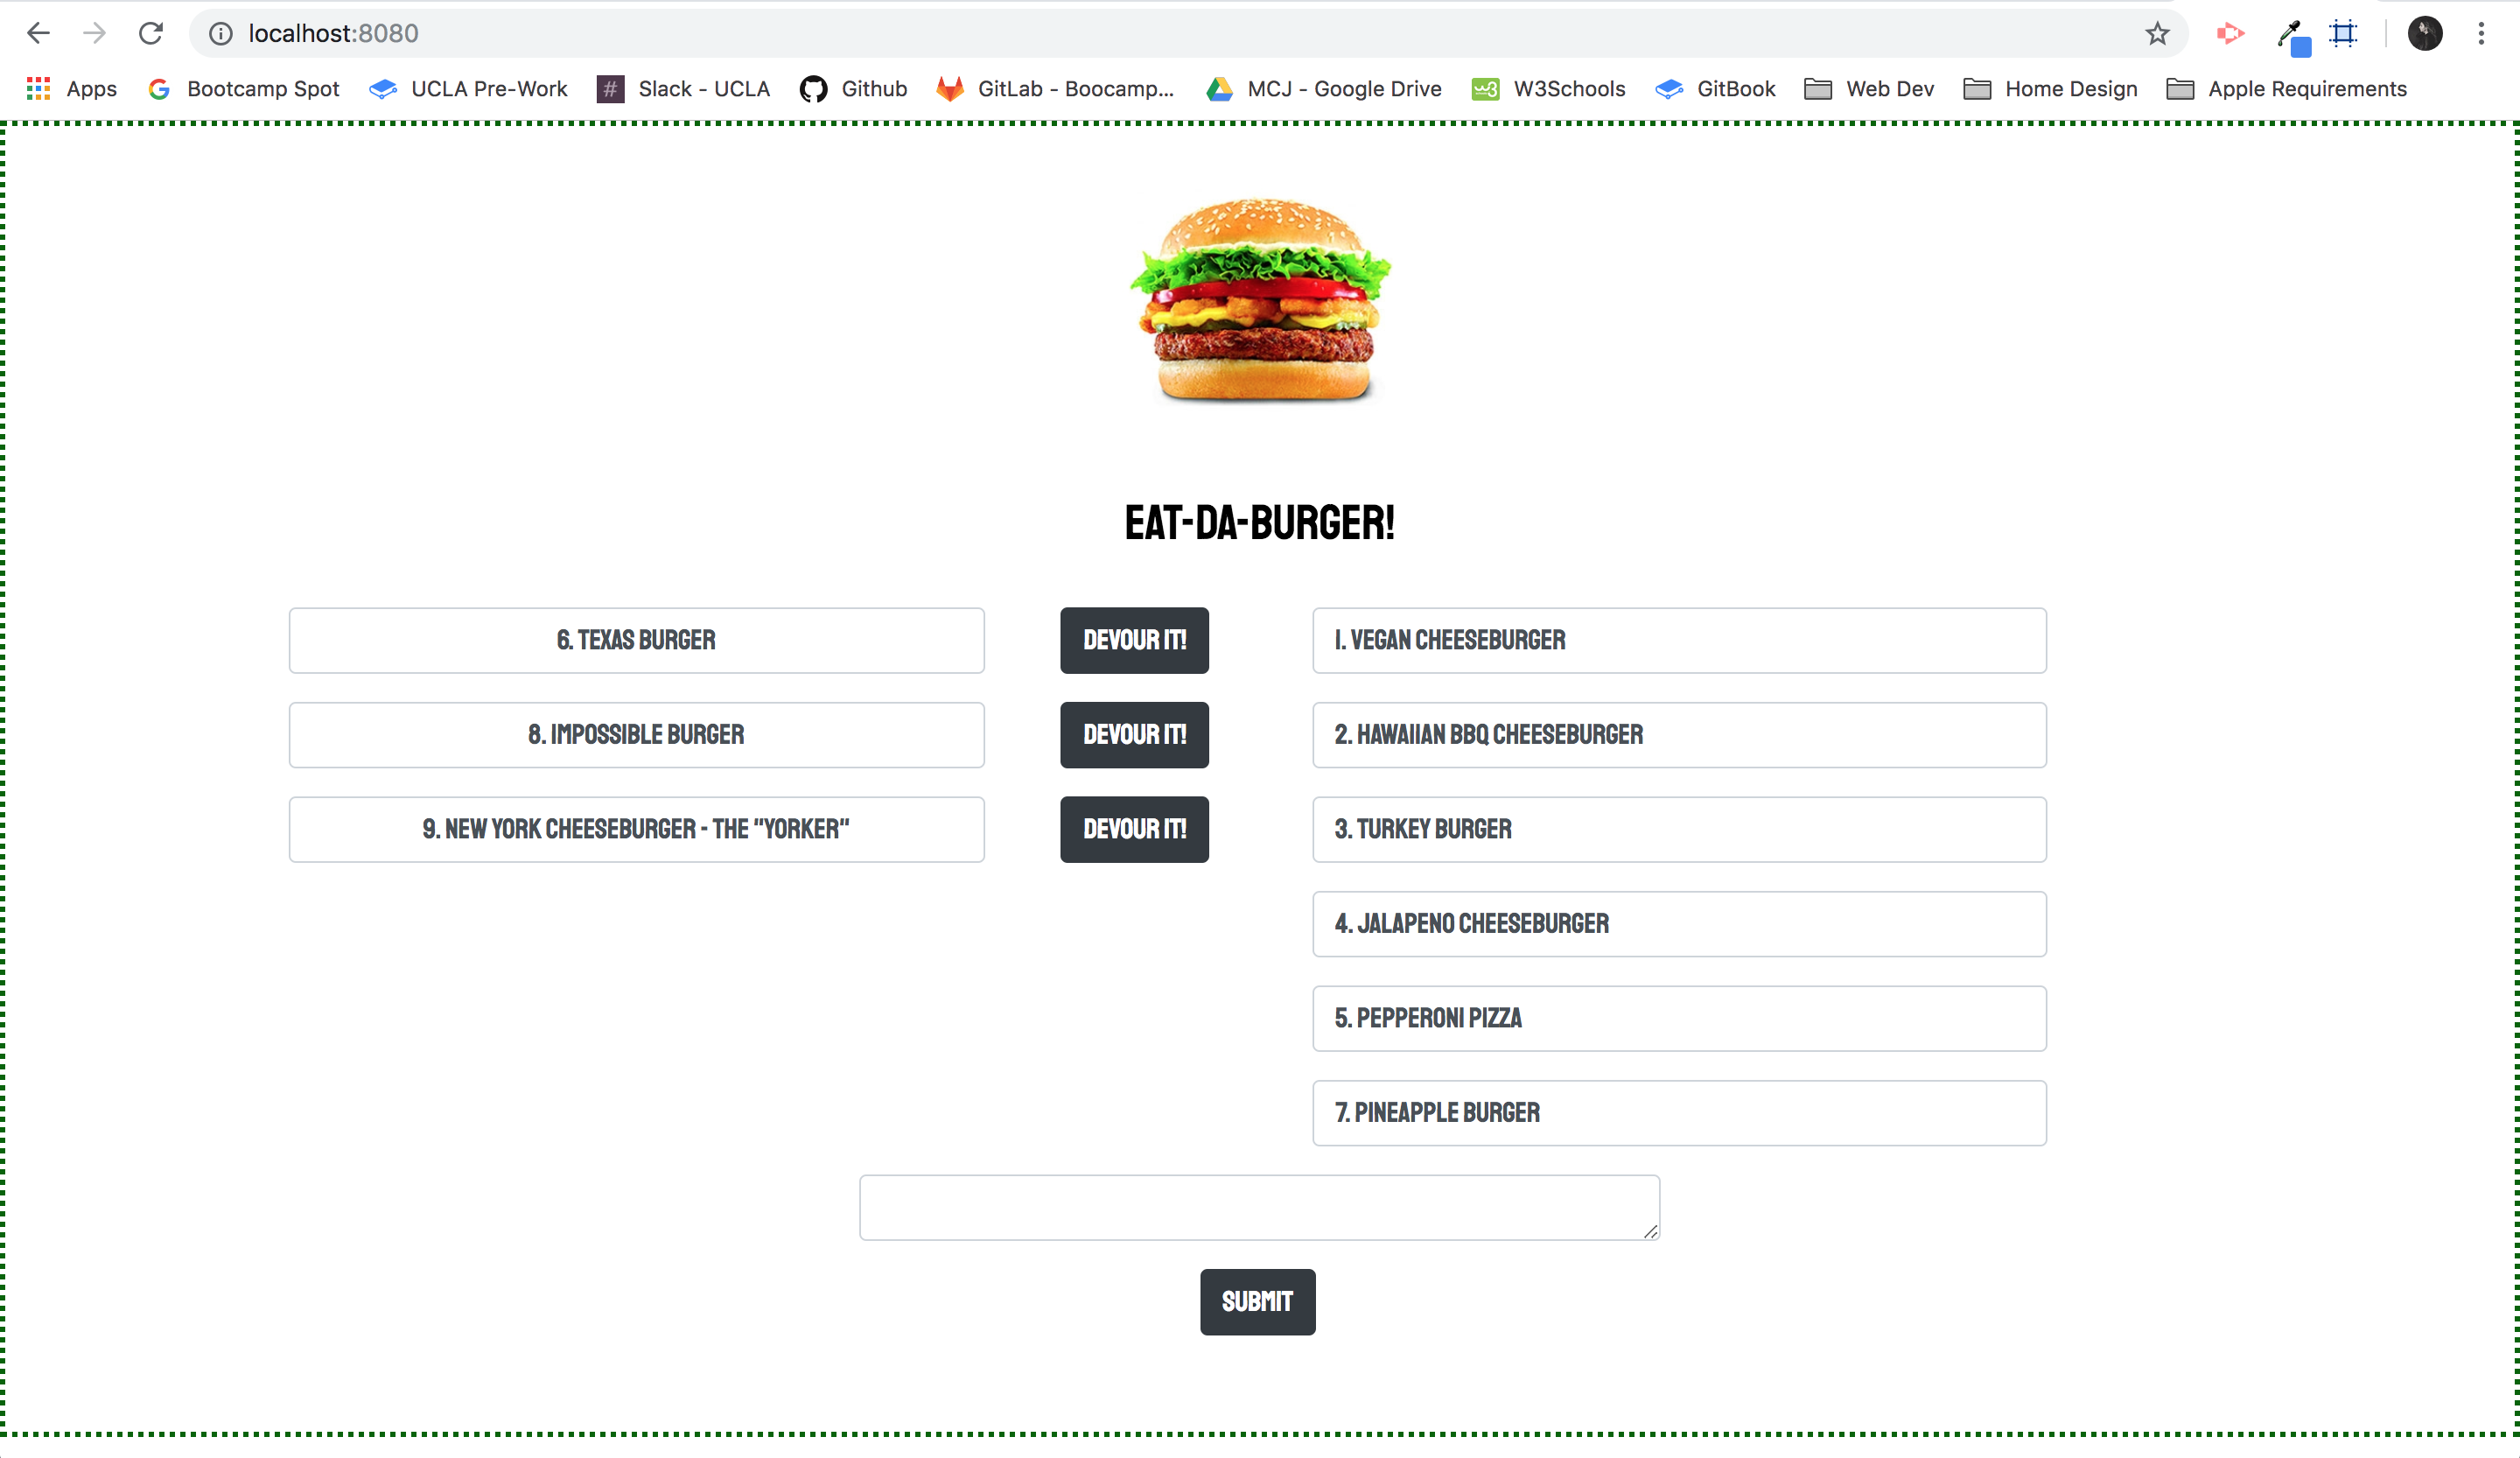 localhost:8080
Apps Bootcamp Spot UCLA Pre-Work # Slack - UCLA Github GitLab - Boocamp... MCJ - Google Drive w3 W3Schools GitBook Web Dev Home Design Apple Requirements
EAT-DA-BURGER!
6. TEXAS BURGER DEVOUR IT! 1. VEGAN CHEESEBURGER
8. IMPOSSIBLE BURGER DEVOUR IT! 2. HAWAIIAN BBQ CHEESEBURGER
9. NEW YORK CHEESEBURGER - THE "YORKER" DEVOUR IT! 3. TURKEY BURGER
4. JALAPENO CHEESEBURGER
5. PEPPERONI PIZZA
7. PINEAPPLE BURGER
SUBMIT